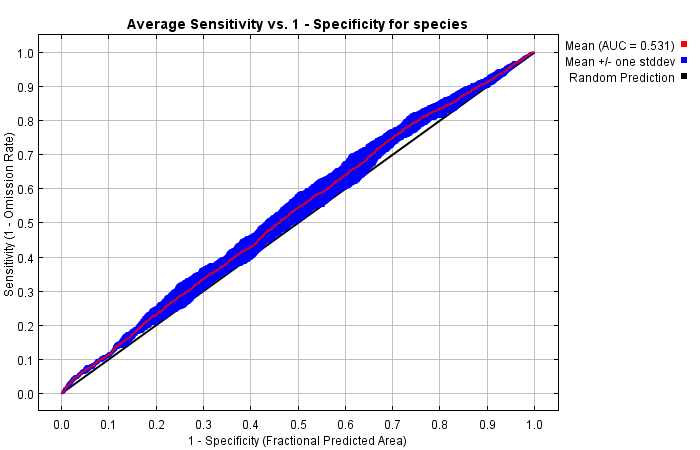 Average Sensitivity vs. 1 - Specificity for species
Mean (AUC = 0.531)
Mean +/- one stddev
Random Prediction
Sensitivity (1 - Omission Rate)
1.0
0.9
0.8
0.7
0.6
0.5
0.4
0.3
0.2
0.1
0.0
0.0 0.1 0.2 0.3 0.4 0.5 0.6 0.7 0.8 0.9 1.0
1 - Specificity (Fractional Predicted Area)